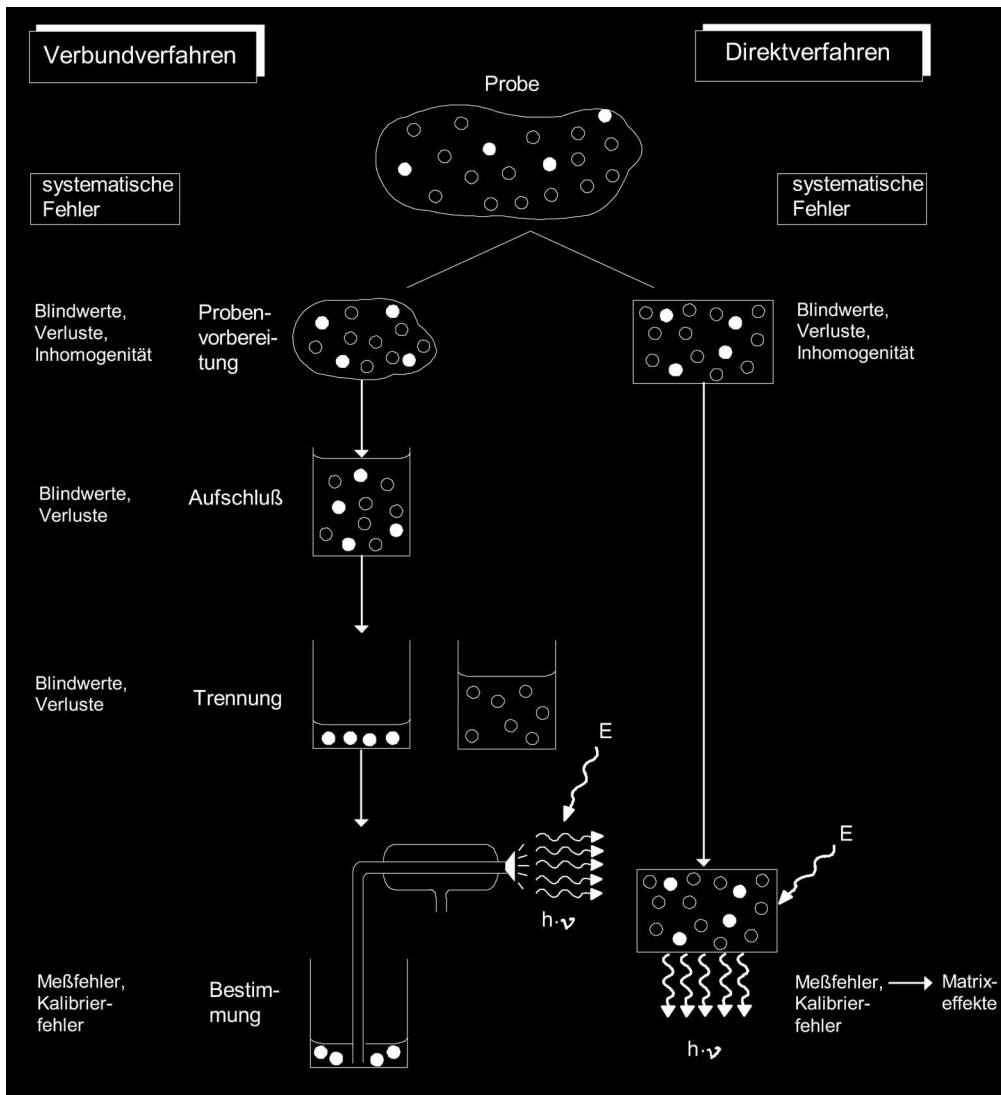 Verbundverfahren
Direktverfahren
Probe
systematische
Fehler
systematische
Fehler
Blindwerte,
Verluste,
Inhomogenität
Proben-
vorberei-
tung
Blindwerte,
Verluste,
Inhomogenität
Blindwerte,
Verluste
Aufschluß
Blindwerte,
Verluste
Trennung
E
E
h·ν
Meßfehler,
Kalibrier-
fehler
Bestim-
mung
Meßfehler,
Kalibrier-
fehler
Matrix-
effekte
h·ν